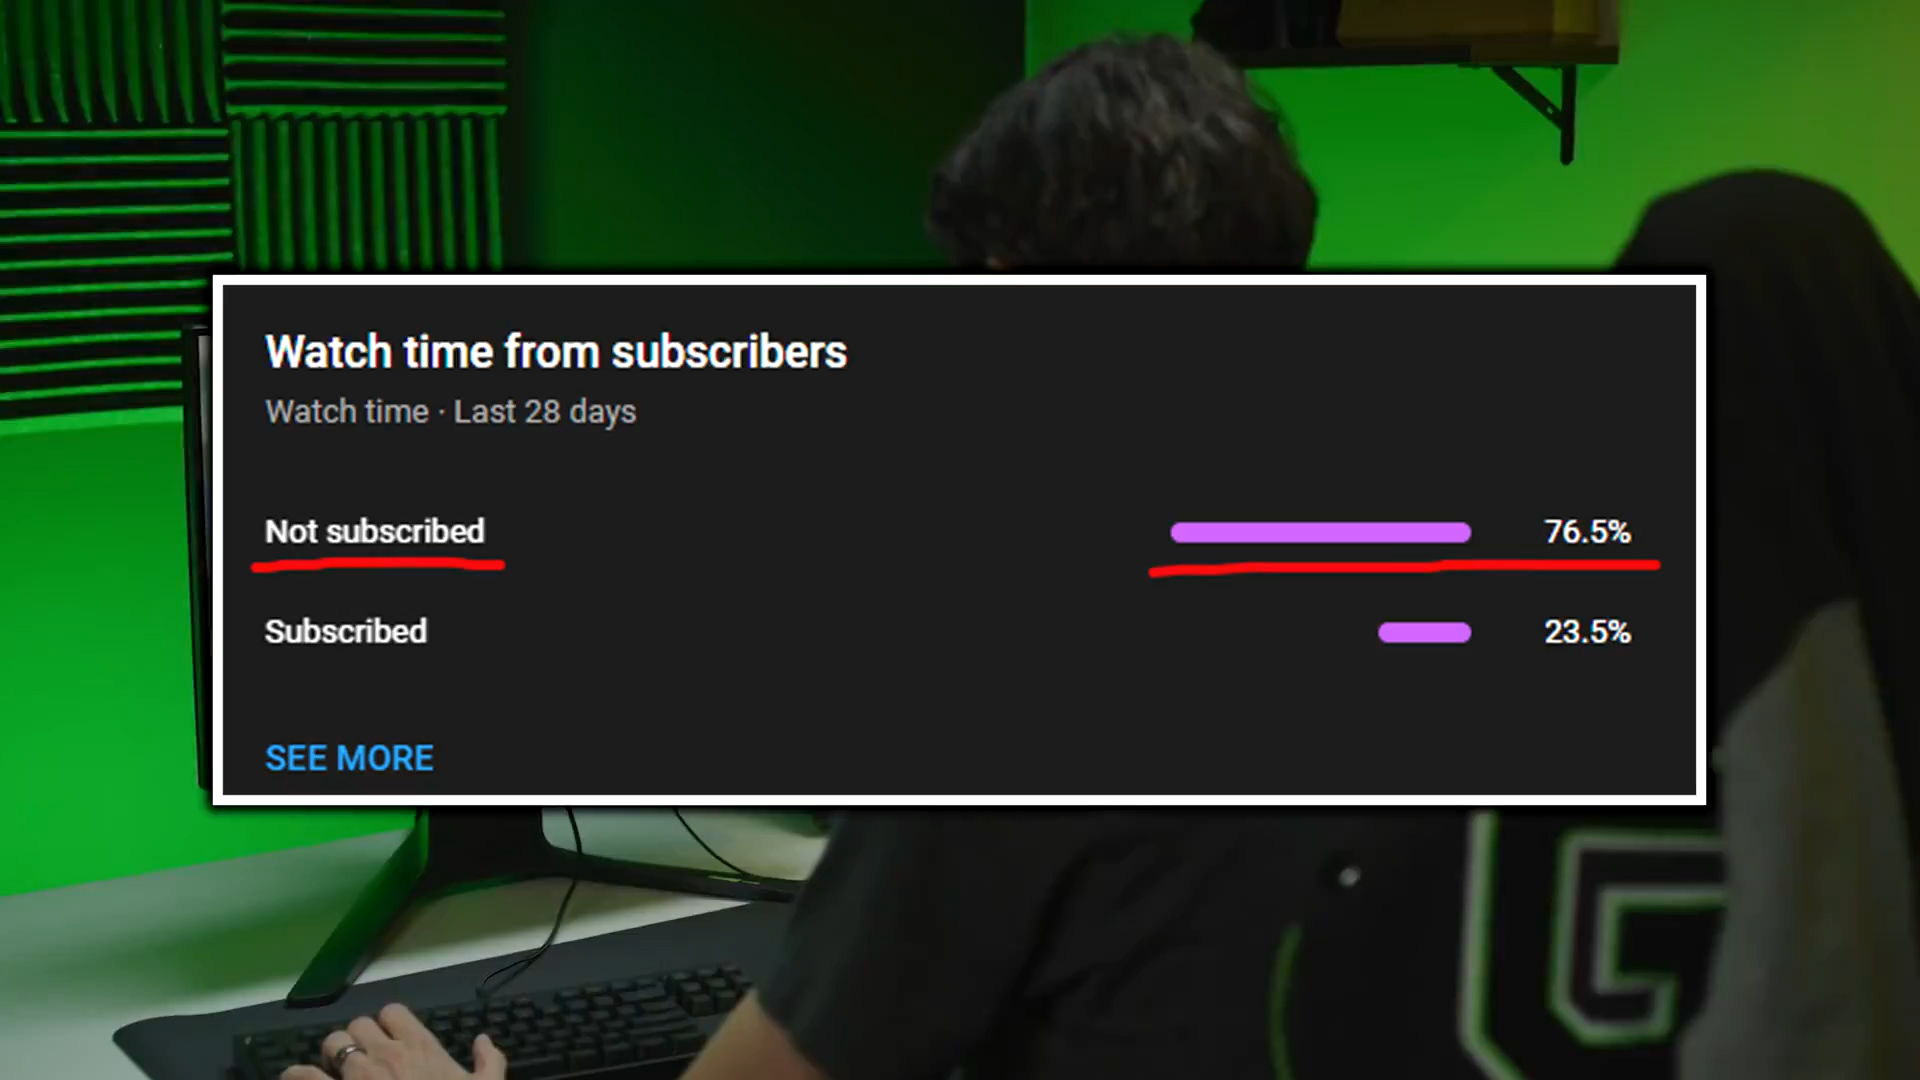 Watch time from subscribers
Watch time · Last 28 days
Not subscribed 76.5%
Subscribed 23.5%
SEE MORE
G